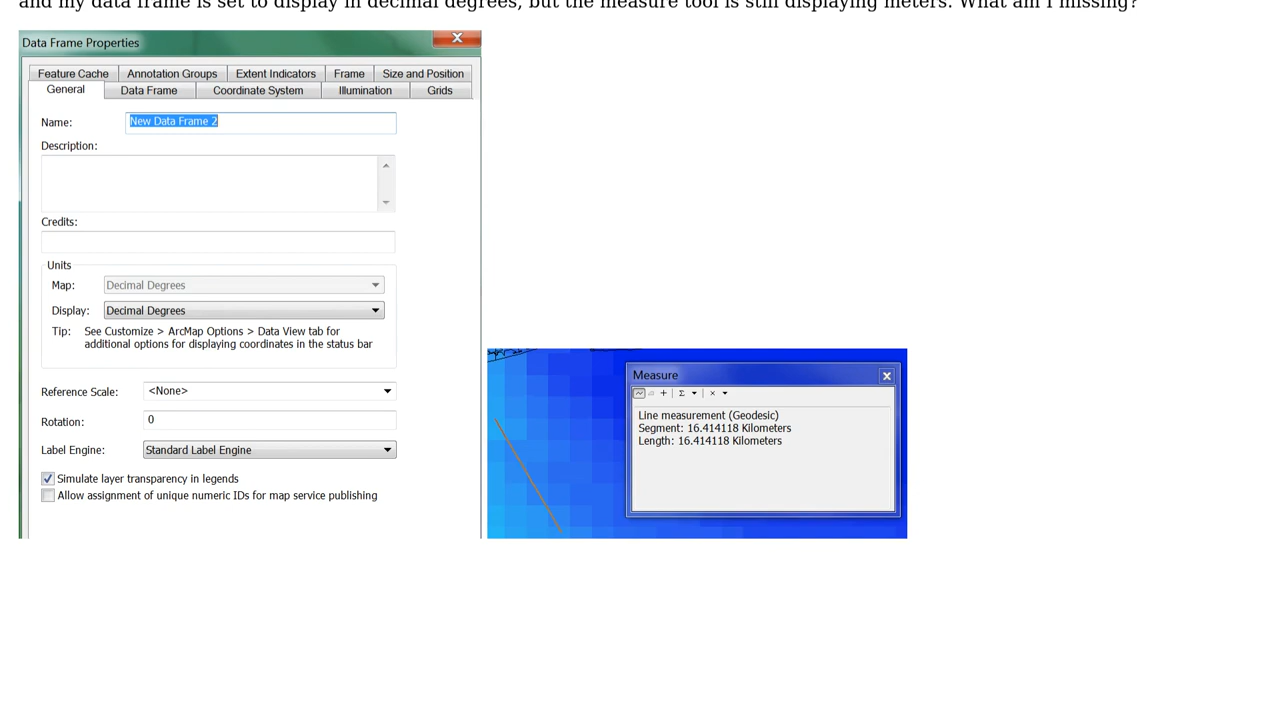 and my data frame is set to display in decimal degrees, but the measure tool is still displaying meters. What am I missing?
Data Frame Properties
Feature Cache Annotation Groups Extent Indicators Frame Size and Position
General Data Frame Coordinate System Illumination Grids
Name: New Data Frame 2
Description:
Credits:
Units
Map: Decimal Degrees
Display: Decimal Degrees
Tip: See Customize > ArcMap Options > Data View tab for
additional options for displaying coordinates in the status bar
Reference Scale: <None>
Rotation: 0
Label Engine: Standard Label Engine
Simulate layer transparency in legends
Allow assignment of unique numeric IDs for map service publishing
Measure
Line measurement (Geodesic)
Segment: 16.414118 Kilometers
Length: 16.414118 Kilometers